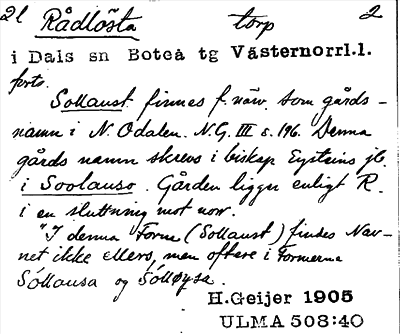 21 Rådlösta torp 2
i Dals sn Boteå tg Västernorrl.l.
forts.
Sollaust finnes f. näv. som gårds-
namn i N. Odalen. N.G. III s. 196. Denna
gårds namn skrevs i biskop Eysteins jb.
i Soolauso. Gården ligger enligt R.
i en sluttning mot nor.
"I denna Form (Sollaust) findes Nav-
net ikke ellers, men oftere i Formerne
Sóllausa og Sólløysa.
H.Geijer 1905
ULMA 508:40